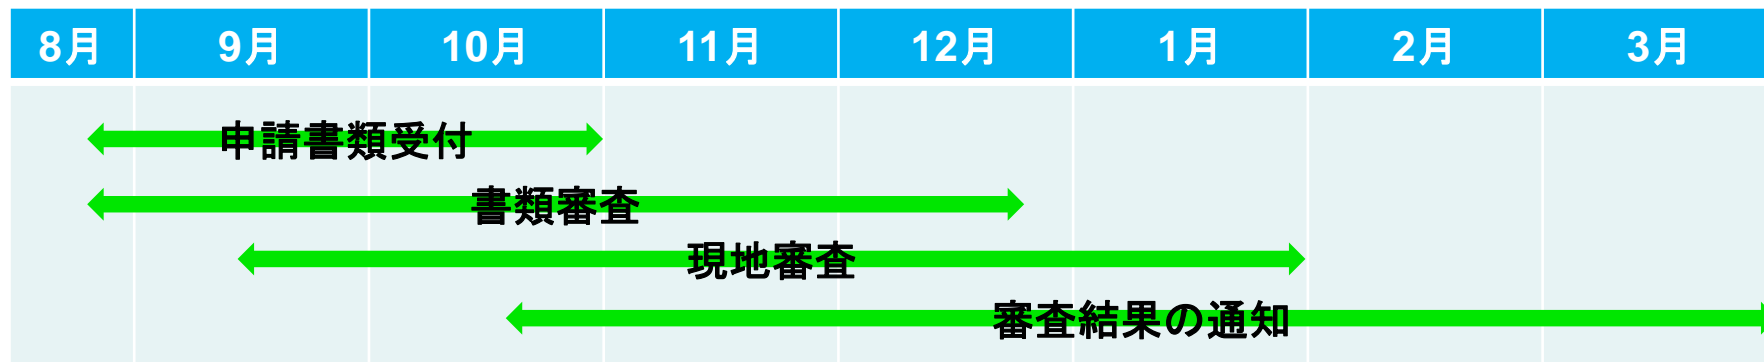 8月 9月 10月 11月 12月 1月 2月 3月
申請書類受付
書類審査
現地審査
審査結果の通知